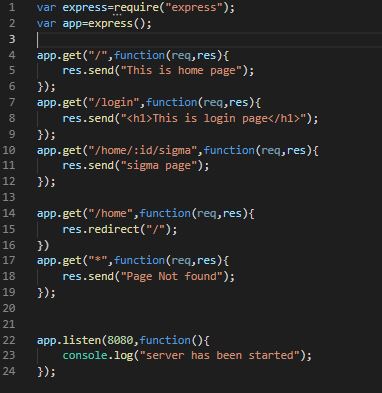 1 var express=require("express");
2 var app=express();
3
4 app.get("/",function(req,res){
5     res.send("This is home page");
6 });
7 app.get("/login",function(req,res){
8     res.send("<h1>This is login page</h1>");
9 });
10 app.get("/home/:id/sigma",function(req,res){
11     res.send("sigma page");
12 });
13
14 app.get("/home",function(req,res){
15     res.redirect("/");
16 })
17 app.get("*",function(req,res){
18     res.send("Page Not found");
19 });
20
21
22 app.listen(8080,function(){
23     console.log("server has been started");
24 });